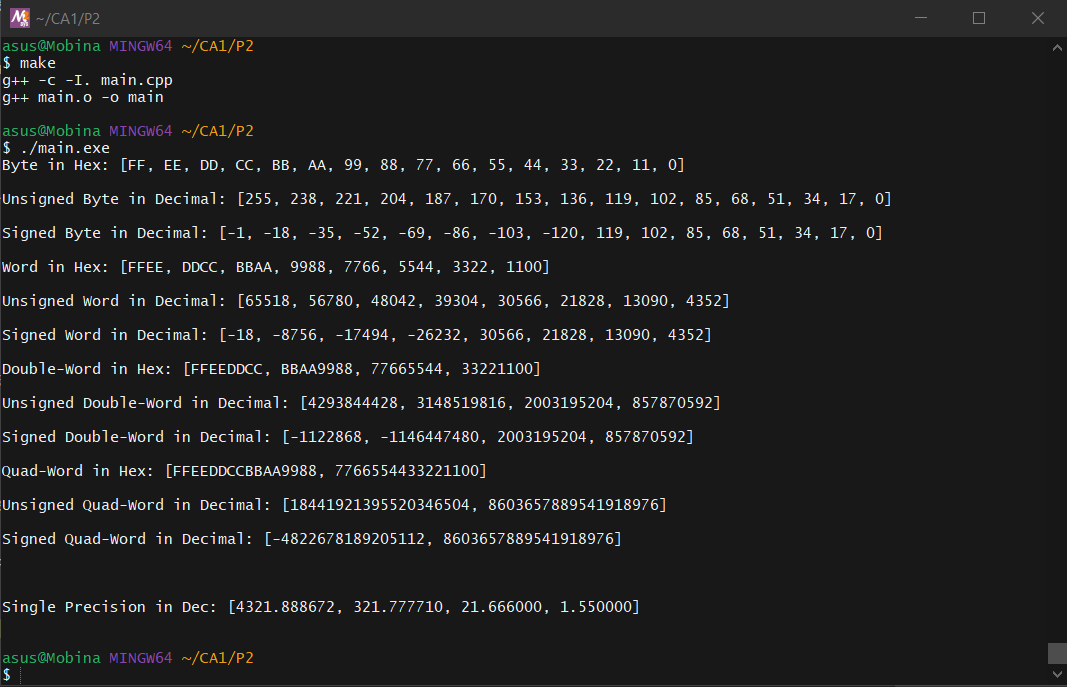 ~/CA1/P2
asus@Mobina MINGW64 ~/CA1/P2
$ make
g++ -c -I. main.cpp
g++ main.o -o main
asus@Mobina MINGW64 ~/CA1/P2
$ ./main.exe
Byte in Hex: [FF, EE, DD, CC, BB, AA, 99, 88, 77, 66, 55, 44, 33, 22, 11, 0]
Unsigned Byte in Decimal: [255, 238, 221, 204, 187, 170, 153, 136, 119, 102, 85, 68, 51, 34, 17, 0]
Signed Byte in Decimal: [-1, -18, -35, -52, -69, -86, -103, -120, 119, 102, 85, 68, 51, 34, 17, 0]
Word in Hex: [FFEE, DDCC, BBAA, 9988, 7766, 5544, 3322, 1100]
Unsigned Word in Decimal: [65518, 56780, 48042, 39304, 30566, 21828, 13090, 4352]
Signed Word in Decimal: [-18, -8756, -17494, -26232, 30566, 21828, 13090, 4352]
Double-Word in Hex: [FFEEDDCC, BBAA9988, 77665544, 33221100]
Unsigned Double-Word in Decimal: [4293844428, 3148519816, 2003195204, 857870592]
Signed Double-Word in Decimal: [-1122868, -1146447480, 2003195204, 857870592]
Quad-Word in Hex: [FFEEDDCCBBAA9988, 7766554433221100]
Unsigned Quad-Word in Decimal: [18441921395520346504, 8603657889541918976]
Signed Quad-Word in Decimal: [-4822678189205112, 8603657889541918976]
Single Precision in Dec: [4321.888672, 321.777710, 21.666000, 1.550000]
asus@Mobina MINGW64 ~/CA1/P2
$